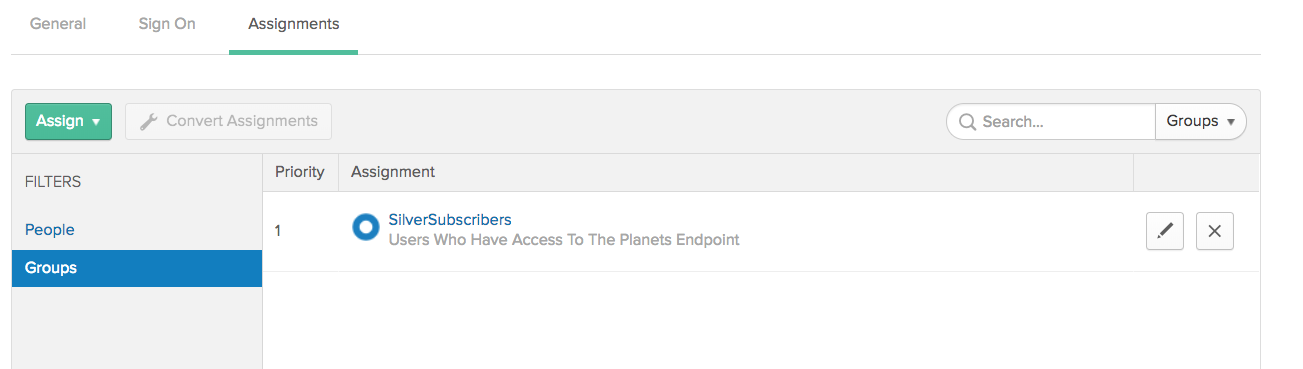 General Sign On Assignments
Assign Convert Assignments Search... Groups
FILTERS Priority Assignment
People
Groups
1 SilverSubscribers
Users Who Have Access To The Planets Endpoint